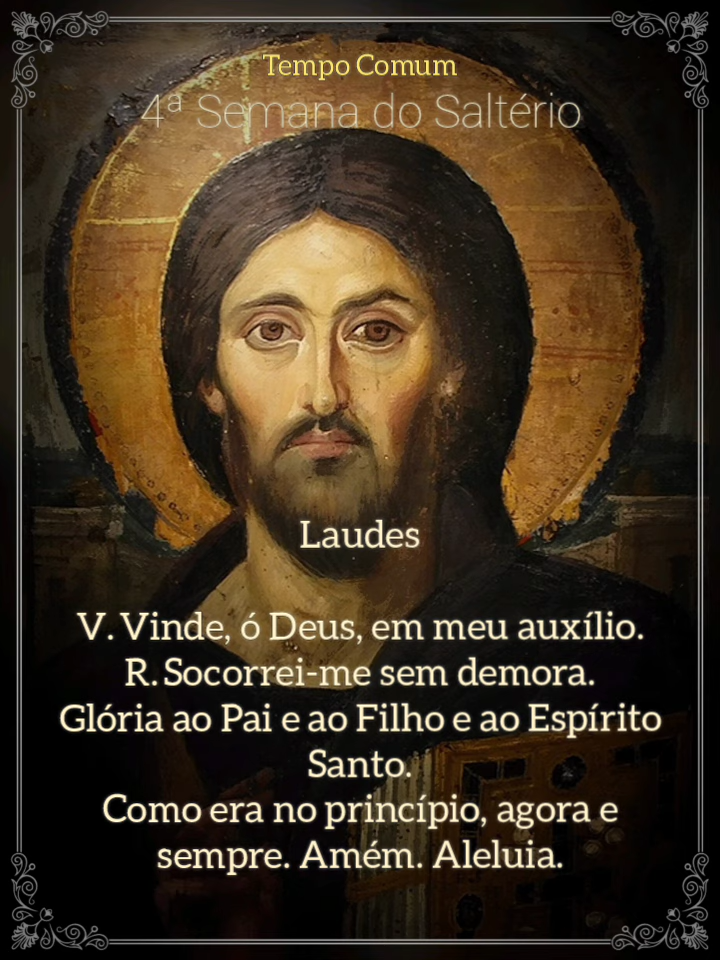 Tempo Comum
4ª Semana do Saltério
Laudes
V. Vinde, ó Deus, em meu auxílio.
R. Socorrei-me sem demora.
Glória ao Pai e ao Filho e ao Espírito
Santo.
Como era no princípio, agora e
sempre. Amém. Aleluia.